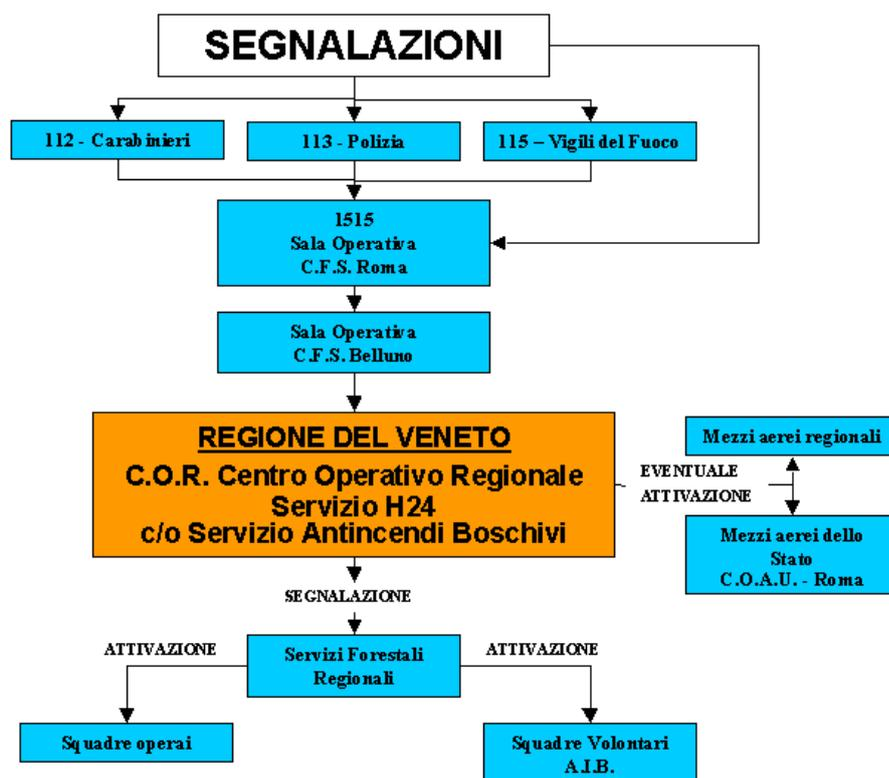 SEGNALAZIONI
112 - Carabinieri
113 - Polizia
115 – Vigili del Fuoco
1515
Sala Operativa
C.F.S. Roma
Sala Operativa
C.F.S. Belluno
REGIONE DEL VENETO
C.O.R. Centro Operativo Regionale
Servizio H24
c/o Servizio Antincendi Boschivi
EVENTUALE
ATTIVAZIONE
Mezzi aerei regionali
Mezzi aerei dello
Stato
C.O.A.U. - Roma
SEGNALAZIONE
ATTIVAZIONE
Servizi Forestali
Regionali
ATTIVAZIONE
Squadre operai
Squadre Volontari
A.I.B.